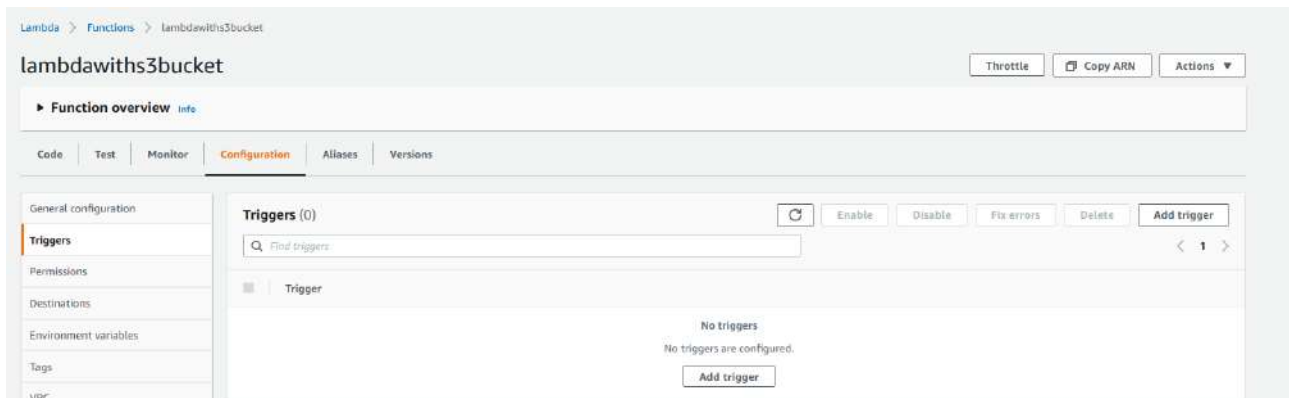 Lambda > Functions > lambdawiths3bucket
lambdawiths3bucket
Throttle
Copy ARN
Actions ▼
▶ Function overview Info
Code
Test
Monitor
Configuration
Aliases
Versions
General configuration
Triggers
Permissions
Destinations
Environment variables
Tags
VPC
Triggers (0)
Enable
Disable
Fix errors
Delete
Add trigger
Find triggers
< 1 >
Trigger
No triggers
No triggers are configured.
Add trigger